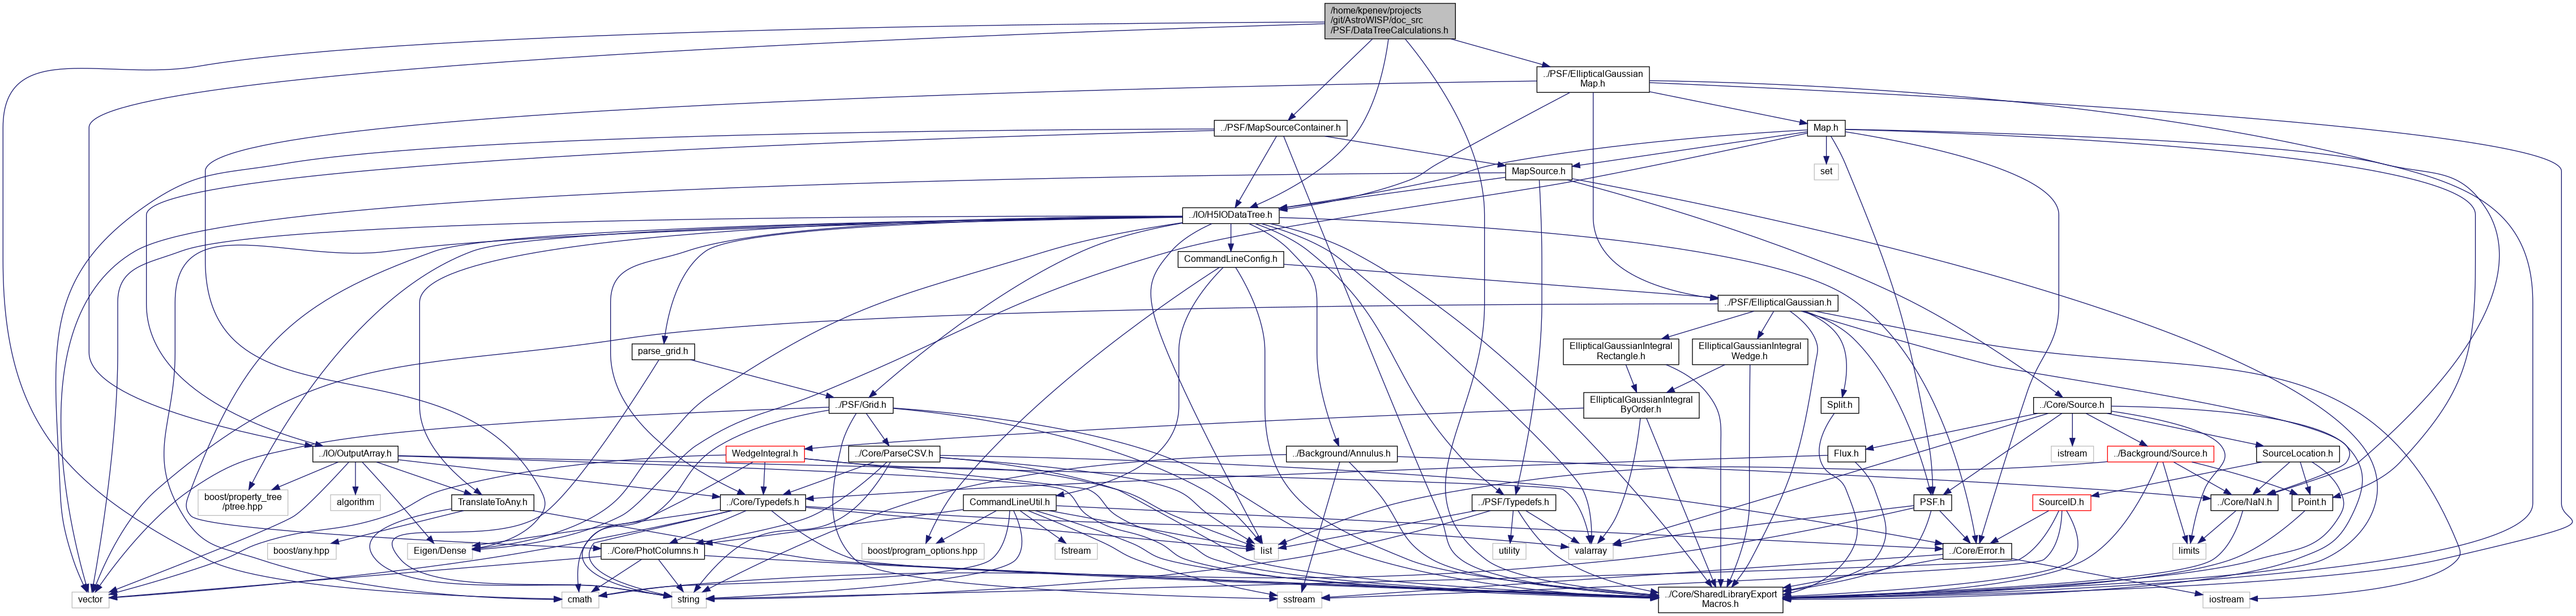 /home/kpenev/projects
/git/AstroWISP/doc_src
/PSF/DataTreeCalculations.h
../PSF/EllipticalGaussian
Map.h
../PSF/MapSourceContainer.h
Map.h
MapSource.h
set
../IO/H5IODataTree.h
CommandLineConfig.h
../PSF/EllipticalGaussian.h
parse_grid.h
EllipticalGaussianIntegral
Rectangle.h
EllipticalGaussianIntegral
Wedge.h
../PSF/Grid.h
EllipticalGaussianIntegral
ByOrder.h
Split.h
../Core/Source.h
../IO/OutputArray.h
WedgeIntegral.h
../Core/ParseCSV.h
../Background/Annulus.h
Flux.h
istream
../Background/Source.h
SourceLocation.h
boost/property_tree
/ptree.hpp
algorithm
TranslateToAny.h
../Core/Typedefs.h
CommandLineUtil.h
../PSF/Typedefs.h
PSF.h
SourceID.h
../Core/NaN.h
Point.h
boost/any.hpp
Eigen/Dense
../Core/PhotColumns.h
boost/program_options.hpp
fstream
list
utility
valarray
../Core/Error.h
limits
vector
cmath
string
sstream
../Core/SharedLibraryExport
Macros.h
iostream